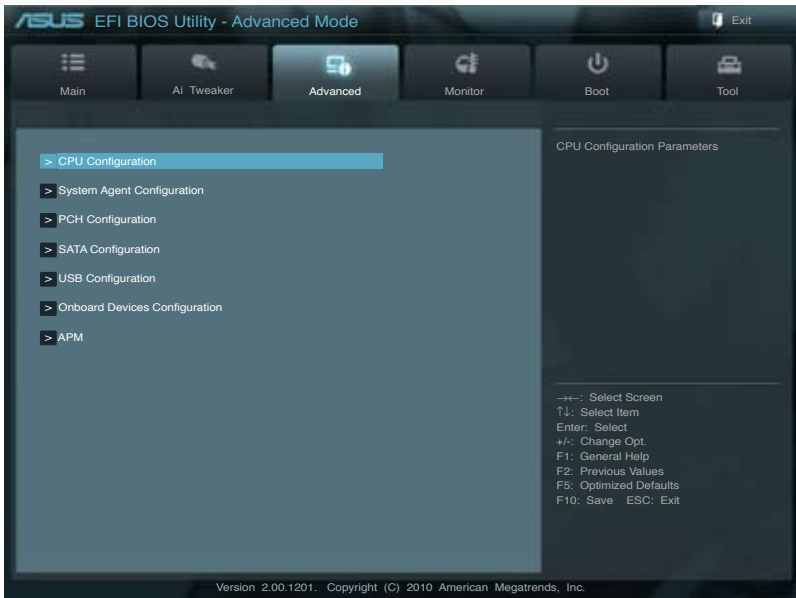 ASUS EFI BIOS Utility - Advanced Mode
Exit
Main
Ai Tweaker
Advanced
Monitor
Boot
Tool
> CPU Configuration
> System Agent Configuration
> PCH Configuration
> SATA Configuration
> USB Configuration
> Onboard Devices Configuration
> APM
CPU Configuration Parameters
→←: Select Screen
↑↓: Select Item
Enter: Select
+/-: Change Opt.
F1: General Help
F2: Previous Values
F5: Optimized Defaults
F10: Save ESC: Exit
Version 2.00.1201. Copyright (C) 2010 American Megatrends, Inc.